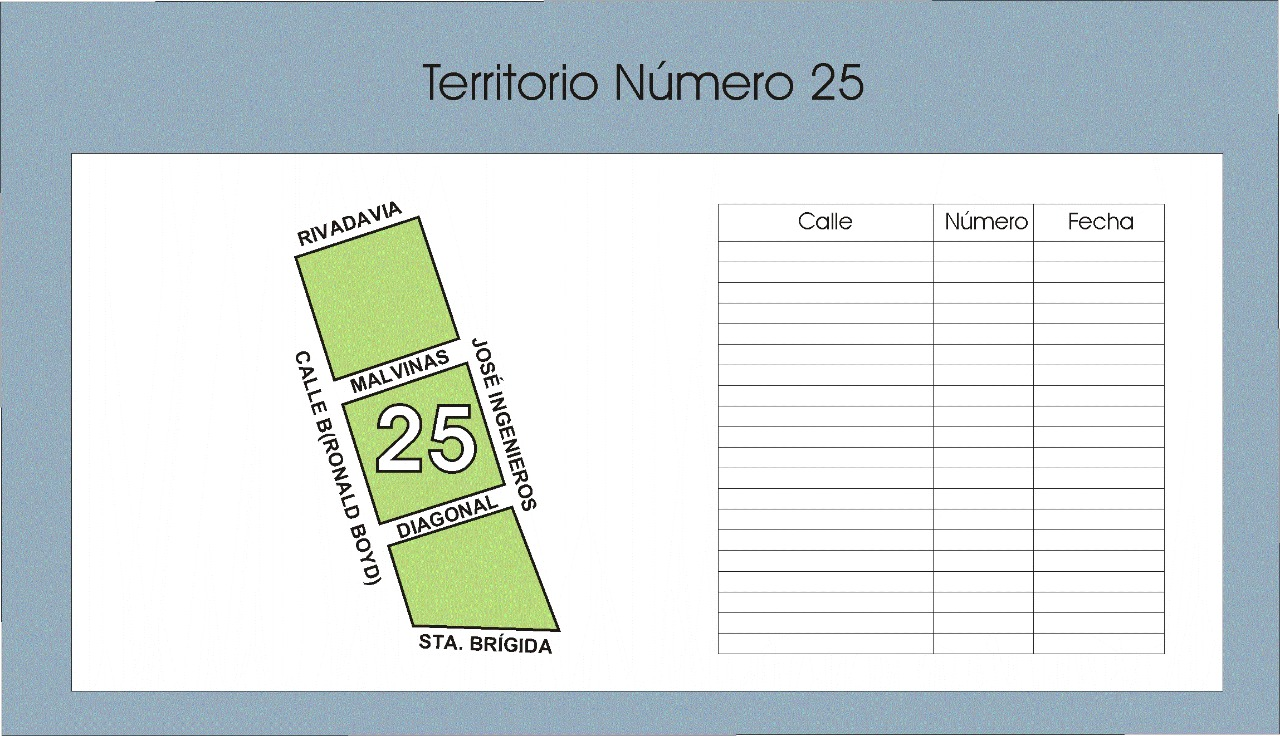 Territorio Número 25
RIVADAVIA
MALVINAS
JOSÉ INGENIEROS
CALLE B(RONALD BOYD)
25
DIAGONAL
STA. BRÍGIDA
Calle Número Fecha